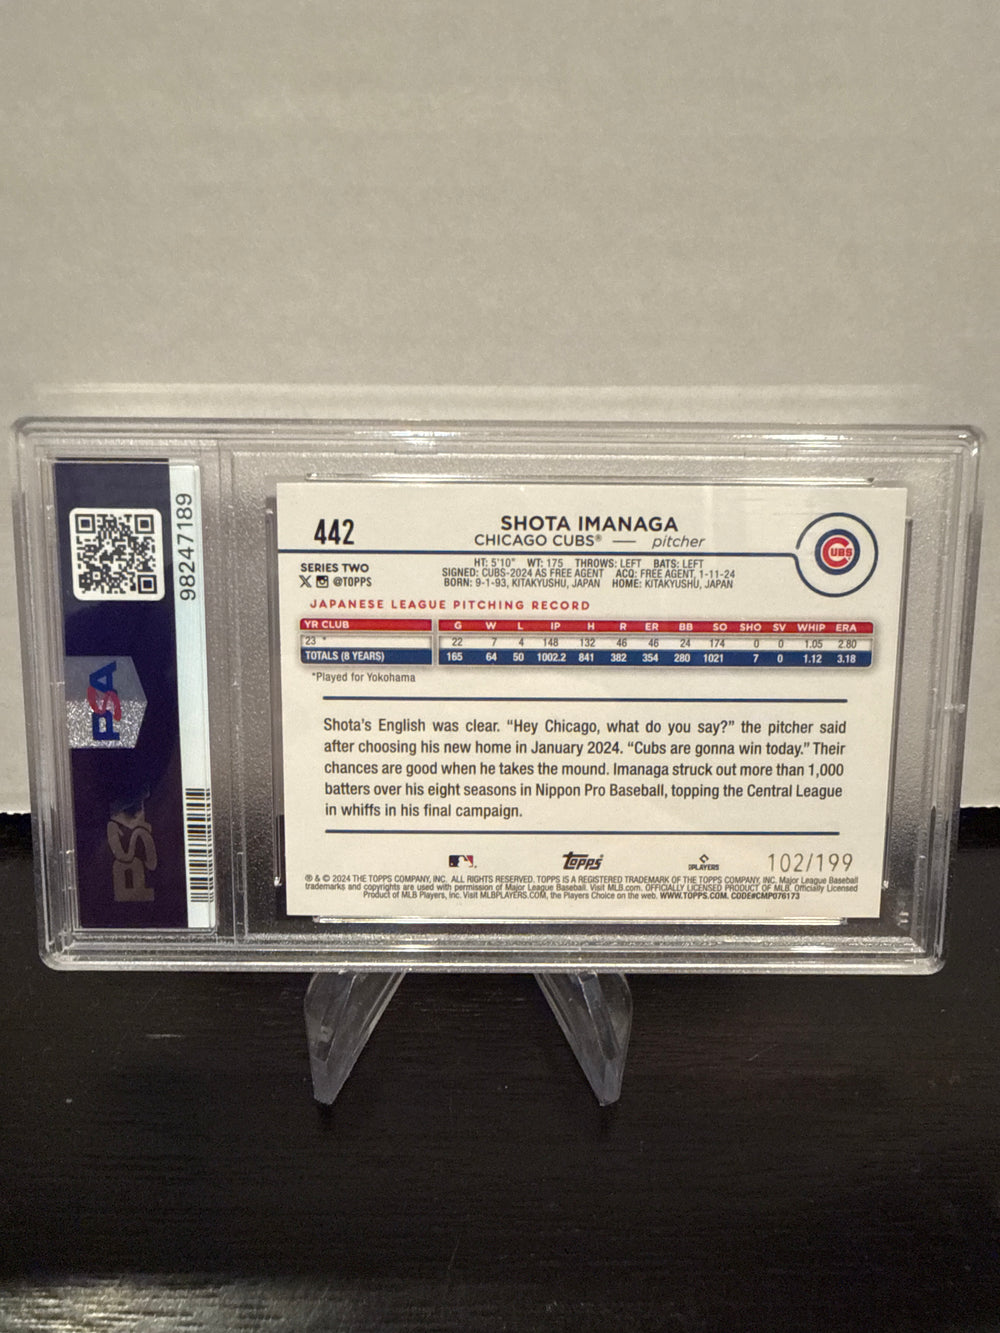 98247189
PSA
PSA
442
SHOTA IMANAGA
CHICAGO CUBS® — pitcher
CUBS
SERIES TWO
@TOPPS
HT: 5'10" WT: 175 THROWS: LEFT BATS: LEFT
SIGNED: CUBS-2024 AS FREE AGENT ACQ: FREE AGENT, 1-11-24
BORN: 9-1-93, KITAKYUSHU, JAPAN HOME: KITAKYUSHU, JAPAN
JAPANESE LEAGUE PITCHING RECORD
YR CLUB G W L IP H R ER BB SO SHO SV WHIP ERA
23 * 22 7 4 148 132 46 46 24 174 0 0 1.05 2.80
TOTALS (8 YEARS) 165 64 50 1002.2 841 382 354 280 1021 7 0 1.12 3.18
*Played for Yokohama
Shota's English was clear. “Hey Chicago, what do you say?” the pitcher said
after choosing his new home in January 2024. “Cubs are gonna win today.” Their
chances are good when he takes the mound. Imanaga struck out more than 1,000
batters over his eight seasons in Nippon Pro Baseball, topping the Central League
in whiffs in his final campaign.
Topps
PLAYERS
102/199
® & © 2024 THE TOPPS COMPANY, INC. ALL RIGHTS RESERVED. TOPPS IS A REGISTERED TRADEMARK OF THE TOPPS COMPANY, INC. Major League Baseball
trademarks and copyrights are used with permission of Major League Baseball. Visit MLB.com. OFFICIALLY LICENSED PRODUCT OF MLB. Officially Licensed
Product of MLB Players, Inc. Visit MLBPLAYERS.COM, the Players Choice on the web. WWW.TOPPS.COM. CODE#CMP076173